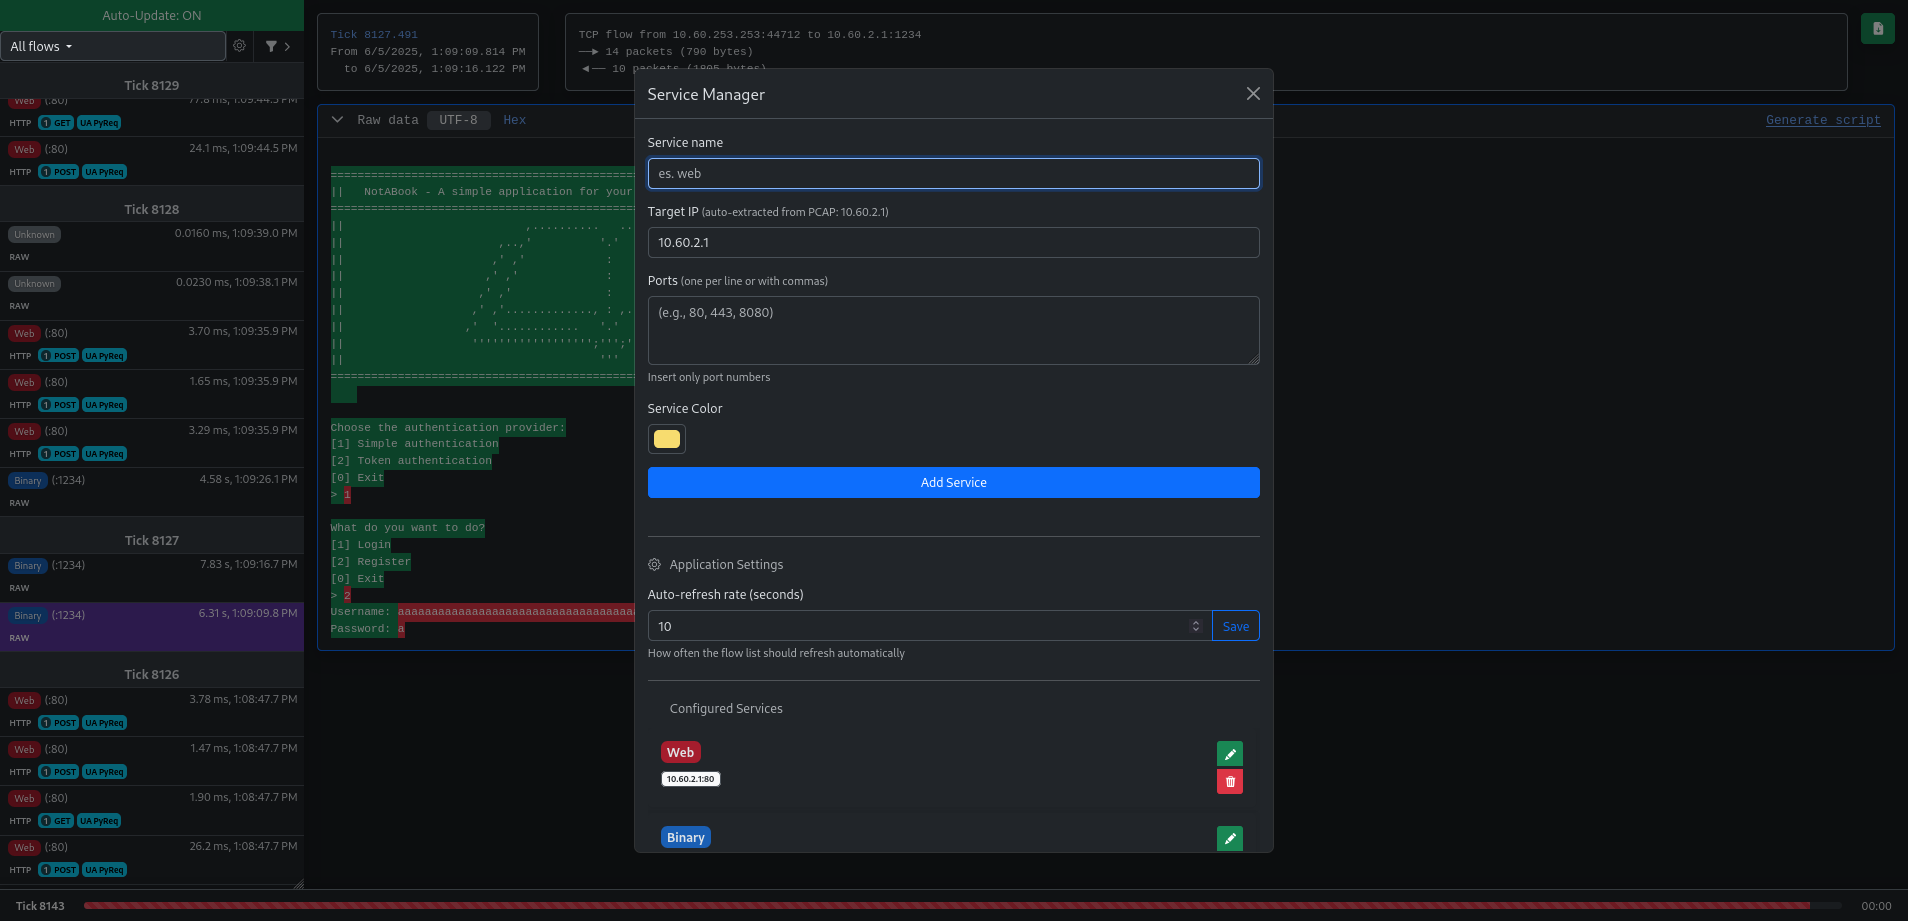 Auto-Update: ON
All flows
Tick 8129
Web (:80) 77.8 ms, 1:09:44.5 PM
HTTP 1 GET UA PyReq
Web (:80) 24.1 ms, 1:09:44.5 PM
HTTP 1 POST UA PyReq
Tick 8128
Unknown 0.0160 ms, 1:09:39.0 PM
RAW
Unknown 0.0230 ms, 1:09:38.1 PM
RAW
Web (:80) 3.70 ms, 1:09:35.9 PM
HTTP 1 POST UA PyReq
Web (:80) 1.65 ms, 1:09:35.9 PM
HTTP 1 POST UA PyReq
Web (:80) 3.29 ms, 1:09:35.9 PM
HTTP 1 POST UA PyReq
Binary (:1234) 4.58 s, 1:09:26.1 PM
RAW
Tick 8127
Binary (:1234) 7.83 s, 1:09:16.7 PM
RAW
Binary (:1234) 6.31 s, 1:09:09.8 PM
RAW
Tick 8126
Web (:80) 3.78 ms, 1:08:47.7 PM
HTTP 1 POST UA PyReq
Web (:80) 1.47 ms, 1:08:47.7 PM
HTTP 1 POST UA PyReq
Web (:80) 1.90 ms, 1:08:47.7 PM
HTTP 1 GET UA PyReq
Web (:80) 26.2 ms, 1:08:47.7 PM
HTTP 1 POST UA PyReq
Tick 8127.491
From 6/5/2025, 1:09:09.814 PM
to 6/5/2025, 1:09:16.122 PM
TCP flow from 10.60.253.253:44712 to 10.60.2.1:1234
14 packets (790 bytes)
10 packets (1805 bytes)
Raw data UTF-8 Hex Generate script
|| NotABook - A simple application for your
Choose the authentication provider:
[1] Simple authentication
[2] Token authentication
[0] Exit
> 1
What do you want to do?
[1] Login
[2] Register
[0] Exit
> 2
Username: aaaaaaaaaaaaaaaaaaaaaaaaaaaaaaaaaaaa
Password: a
Service Manager
Service name
es. web
Target IP (auto-extracted from PCAP: 10.60.2.1)
10.60.2.1
Ports (one per line or with commas)
(e.g., 80, 443, 8080)
Insert only port numbers
Service Color
Add Service
Application Settings
Auto-refresh rate (seconds)
10 Save
How often the flow list should refresh automatically
Configured Services
Web
10.60.2.1:80
Binary
Tick 8143 00:00